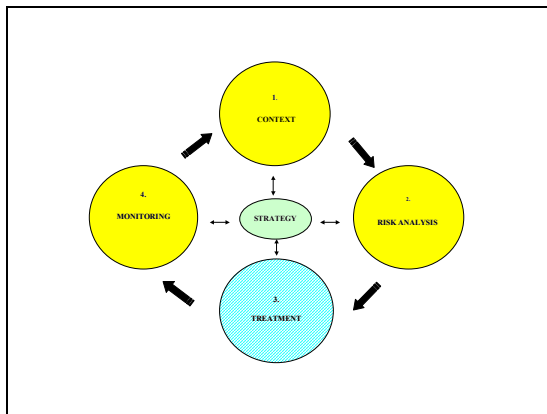 1.
CONTEXT
4.
MONITORING
STRATEGY
2.
RISK ANALYSIS
3.
TREATMENT